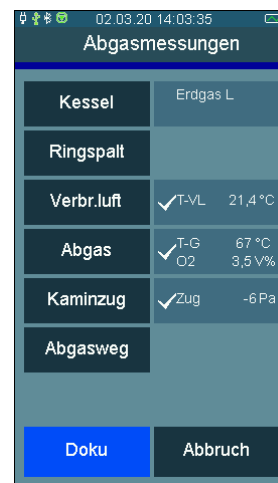 02.03.20 14:03:35
Abgasmessungen
Kessel Erdgas L
Ringspalt
Verbr.luft T-VL 21,4 °C
Abgas T-G 67 °C
O2 3,5 V%
Kaminzug Zug -6 Pa
Abgasweg
Doku Abbruch